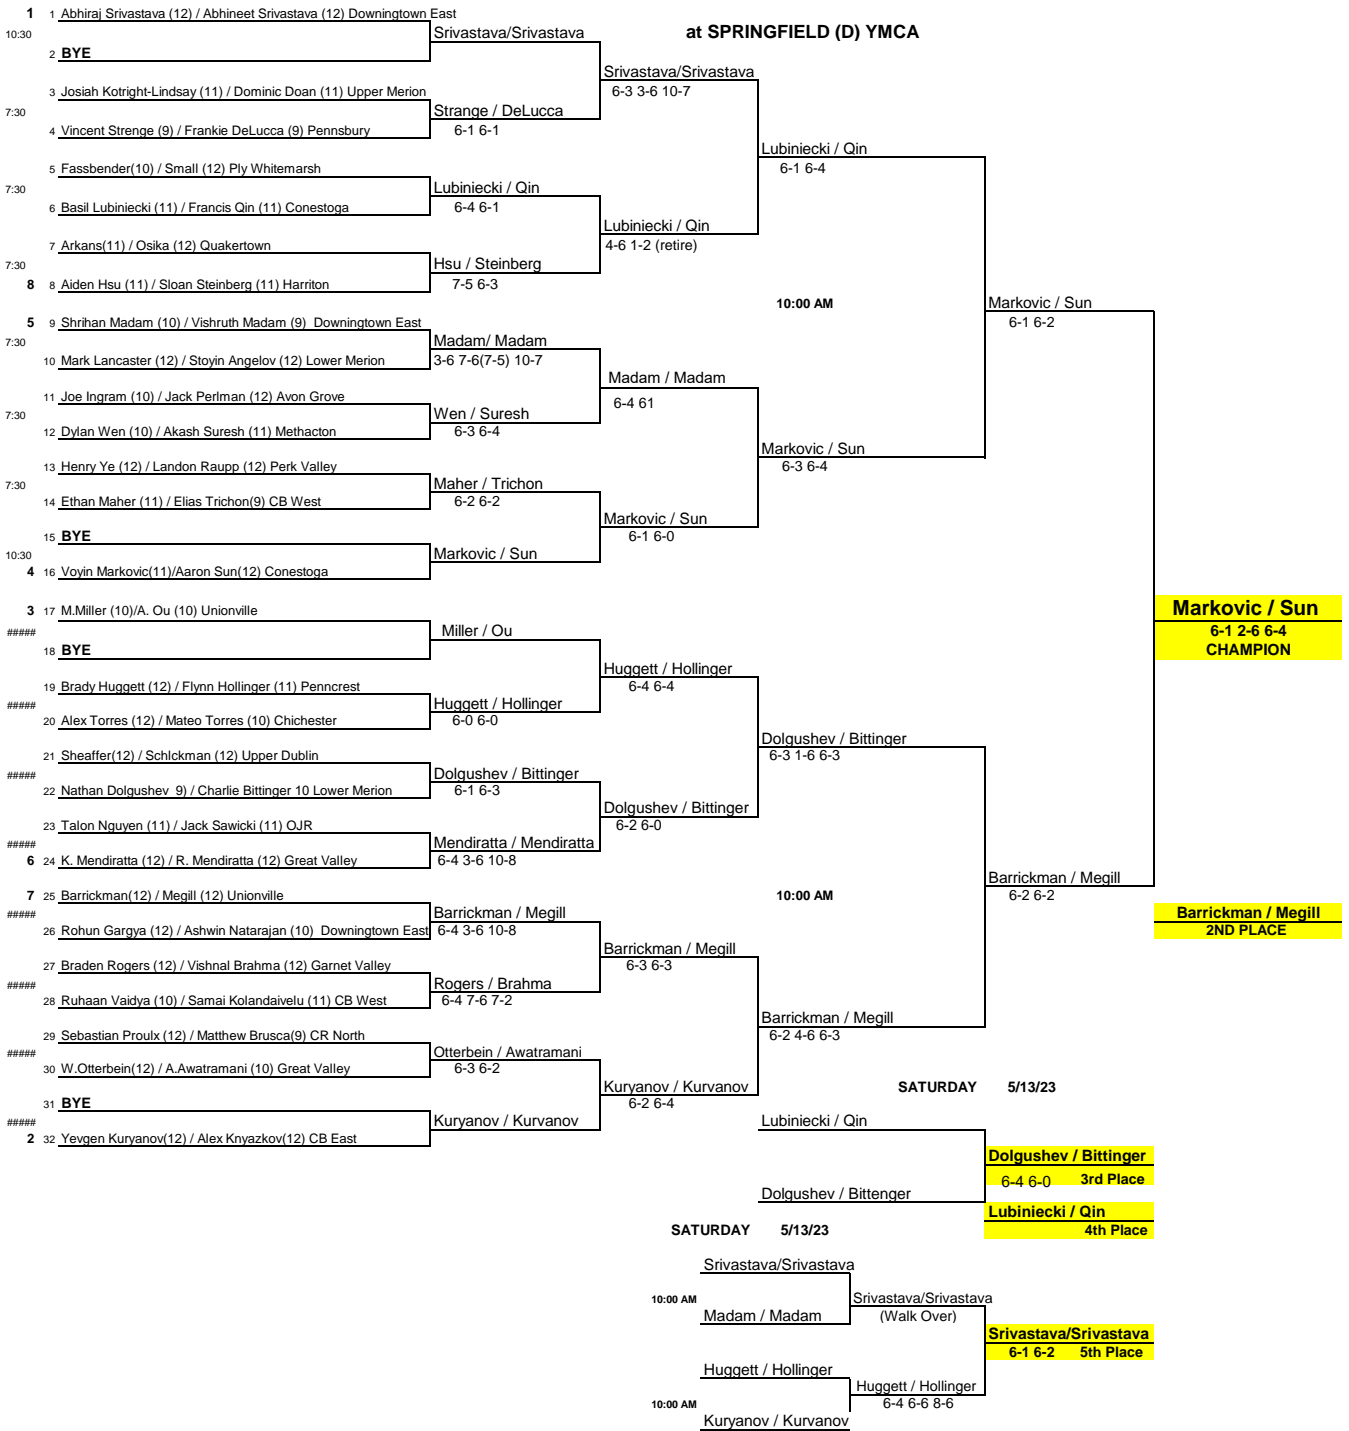 1 1 Abhiraj Srivastava (12) / Abhineet Srivastava (12) Downingtown East
10:30 Srivastava/Srivastava at SPRINGFIELD (D) YMCA
2 BYE
Srivastava/Srivastava
3 Josiah Kotright-Lindsay (11) / Dominic Doan (11) Upper Merion 6-3 3-6 10-7
7:30 Strange / DeLucca
4 Vincent Strenge (9) / Frankie DeLucca (9) Pennsbury 6-1 6-1
Lubiniecki / Qin
5 Fassbender(10) / Small (12) Ply Whitemarsh 6-1 6-4
7:30 Lubiniecki / Qin
6 Basil Lubiniecki (11) / Francis Qin (11) Conestoga 6-4 6-1
Lubiniecki / Qin
7 Arkans(11) / Osika (12) Quakertown 4-6 1-2 (retire)
7:30 Hsu / Steinberg
8 8 Aiden Hsu (11) / Sloan Steinberg (11) Harriton 7-5 6-3
10:00 AM Markovic / Sun
5 9 Shrihan Madam (10) / Vishruth Madam (9) Downingtown East 6-1 6-2
7:30 Madam/ Madam
10 Mark Lancaster (12) / Stoyin Angelov (12) Lower Merion 3-6 7-6(7-5) 10-7
Madam / Madam
11 Joe Ingram (10) / Jack Perlman (12) Avon Grove 6-4 61
7:30 Wen / Suresh
12 Dylan Wen (10) / Akash Suresh (11) Methacton 6-3 6-4
Markovic / Sun
13 Henry Ye (12) / Landon Raupp (12) Perk Valley 6-3 6-4
7:30 Maher / Trichon
14 Ethan Maher (11) / Elias Trichon(9) CB West 6-2 6-2
Markovic / Sun
15 BYE 6-1 6-0
10:30 Markovic / Sun
4 16 Voyin Markovic(11)/Aaron Sun(12) Conestoga
3 17 M.Miller (10)/A. Ou (10) Unionville Markovic / Sun
##### Miller / Ou 6-1 2-6 6-4
18 BYE CHAMPION
Huggett / Hollinger
19 Brady Huggett (12) / Flynn Hollinger (11) Penncrest 6-4 6-4
##### Huggett / Hollinger
20 Alex Torres (12) / Mateo Torres (10) Chichester 6-0 6-0
Dolgushev / Bittinger
21 Sheaffer(12) / Schlckman (12) Upper Dublin 6-3 1-6 6-3
##### Dolgushev / Bittinger
22 Nathan Dolgushev 9) / Charlie Bittinger 10 Lower Merion 6-1 6-3
Dolgushev / Bittinger
23 Talon Nguyen (11) / Jack Sawicki (11) OJR 6-2 6-0
##### Mendiratta / Mendiratta
6 24 K. Mendiratta (12) / R. Mendiratta (12) Great Valley 6-4 3-6 10-8
Barrickman / Megill
7 25 Barrickman(12) / Megill (12) Unionville 10:00 AM 6-2 6-2
##### Barrickman / Megill Barrickman / Megill
26 Rohun Gargya (12) / Ashwin Natarajan (10) Downingtown East 6-4 3-6 10-8 2ND PLACE
Barrickman / Megill
27 Braden Rogers (12) / Vishnal Brahma (12) Garnet Valley 6-3 6-3
##### Rogers / Brahma
28 Ruhaan Vaidya (10) / Samai Kolandaivelu (11) CB West 6-4 7-6 7-2
Barrickman / Megill
29 Sebastian Proulx (12) / Matthew Brusca(9) CR North 6-2 4-6 6-3
##### Otterbein / Awatramani
30 W.Otterbein(12) / A.Awatramani (10) Great Valley 6-3 6-2
Kuryanov / Kurvanov SATURDAY 5/13/23
31 BYE 6-2 6-4
##### Kuryanov / Kurvanov Lubiniecki / Qin
2 32 Yevgen Kuryanov(12) / Alex Knyazkov(12) CB East
Dolgushev / Bittinger
6-4 6-0 3rd Place
Dolgushev / Bittenger
Lubiniecki / Qin
SATURDAY 5/13/23 4th Place
Srivastava/Srivastava
10:00 AM Srivastava/Srivastava
Madam / Madam (Walk Over)
Srivastava/Srivastava
6-1 6-2 5th Place
Huggett / Hollinger
Huggett / Hollinger
10:00 AM 6-4 6-6 8-6
Kuryanov / Kurvanov